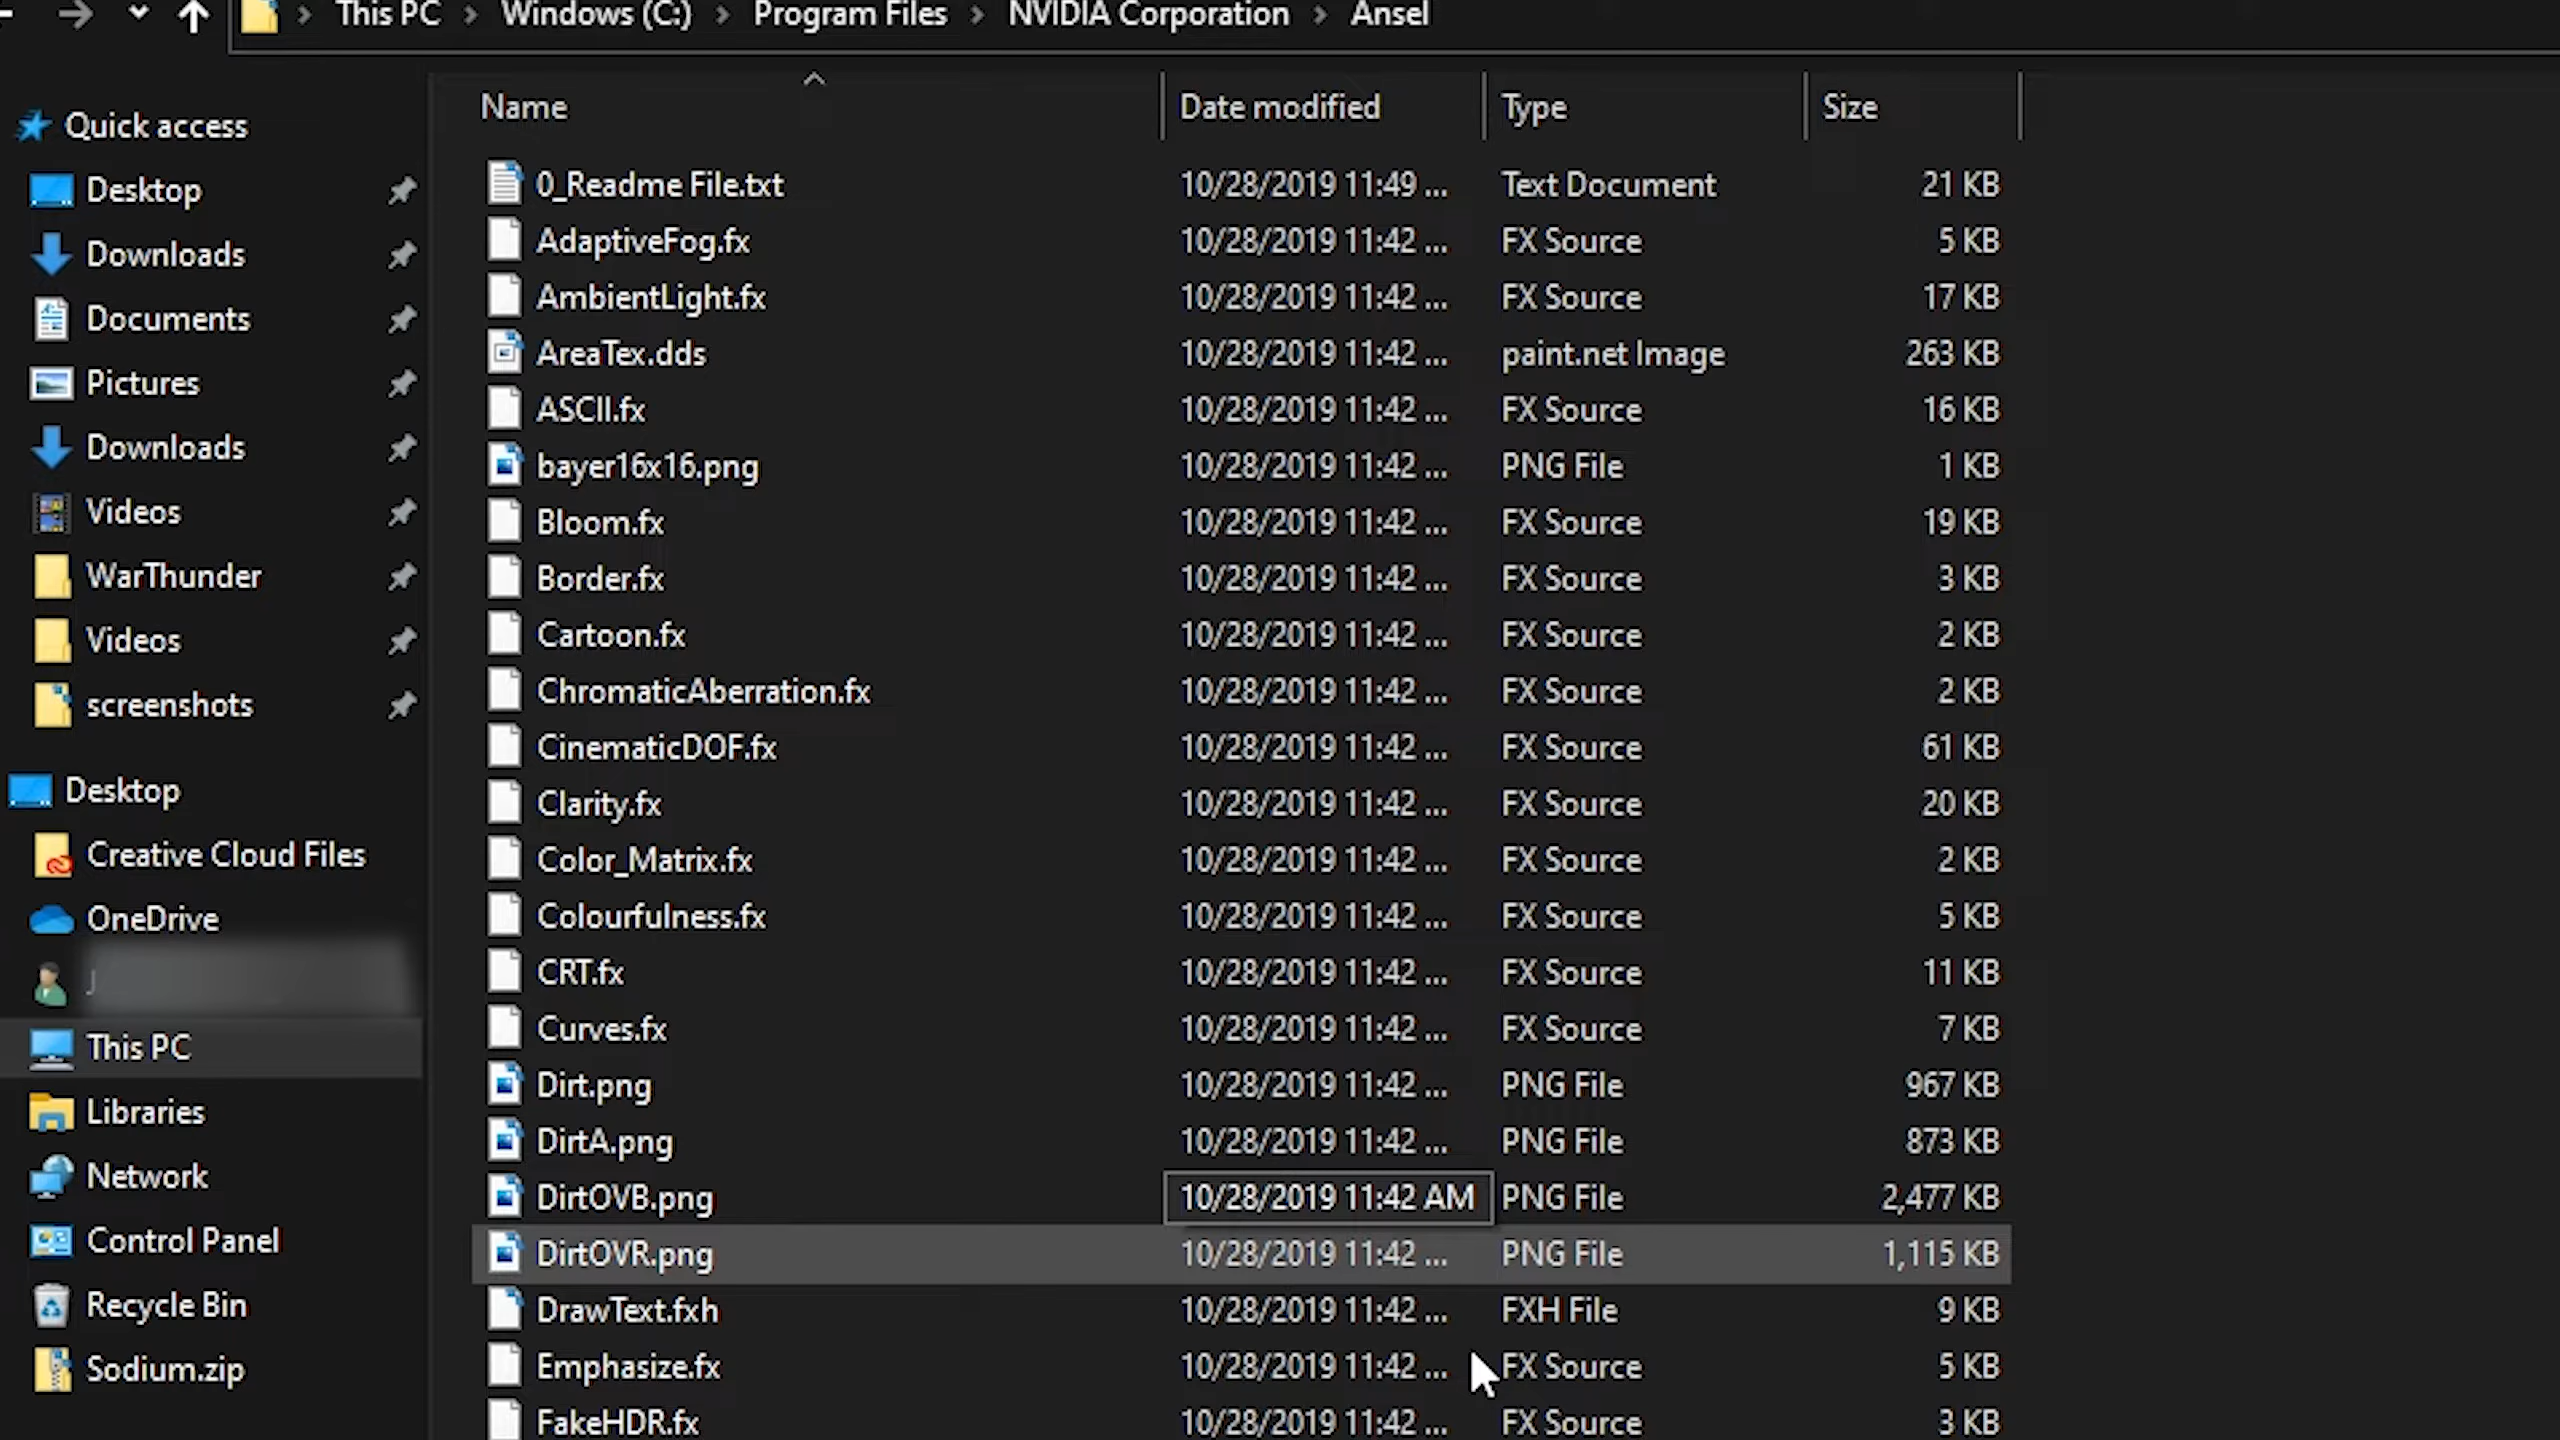 This PC > Windows (C:) > Program Files > NVIDIA Corporation > Ansel
Name Date modified Type Size
Quick access
Desktop
Downloads
Documents
Pictures
Downloads
Videos
WarThunder
Videos
screenshots
Desktop
Creative Cloud Files
OneDrive
J
This PC
Libraries
Network
Control Panel
Recycle Bin
Sodium.zip
0_Readme File.txt 10/28/2019 11:49 ... Text Document 21 KB
AdaptiveFog.fx 10/28/2019 11:42 ... FX Source 5 KB
AmbientLight.fx 10/28/2019 11:42 ... FX Source 17 KB
AreaTex.dds 10/28/2019 11:42 ... paint.net Image 263 KB
ASCII.fx 10/28/2019 11:42 ... FX Source 16 KB
bayer16x16.png 10/28/2019 11:42 ... PNG File 1 KB
Bloom.fx 10/28/2019 11:42 ... FX Source 19 KB
Border.fx 10/28/2019 11:42 ... FX Source 3 KB
Cartoon.fx 10/28/2019 11:42 ... FX Source 2 KB
ChromaticAberration.fx 10/28/2019 11:42 ... FX Source 2 KB
CinematicDOF.fx 10/28/2019 11:42 ... FX Source 61 KB
Clarity.fx 10/28/2019 11:42 ... FX Source 20 KB
Color_Matrix.fx 10/28/2019 11:42 ... FX Source 2 KB
Colourfulness.fx 10/28/2019 11:42 ... FX Source 5 KB
CRT.fx 10/28/2019 11:42 ... FX Source 11 KB
Curves.fx 10/28/2019 11:42 ... FX Source 7 KB
Dirt.png 10/28/2019 11:42 ... PNG File 967 KB
DirtA.png 10/28/2019 11:42 ... PNG File 873 KB
DirtOVB.png 10/28/2019 11:42 AM PNG File 2,477 KB
DirtOVR.png 10/28/2019 11:42 ... PNG File 1,115 KB
DrawText.fxh 10/28/2019 11:42 ... FXH File 9 KB
Emphasize.fx 10/28/2019 11:42 ... FX Source 5 KB
FakeHDR.fx 10/28/2019 11:42 ... FX Source 3 KB